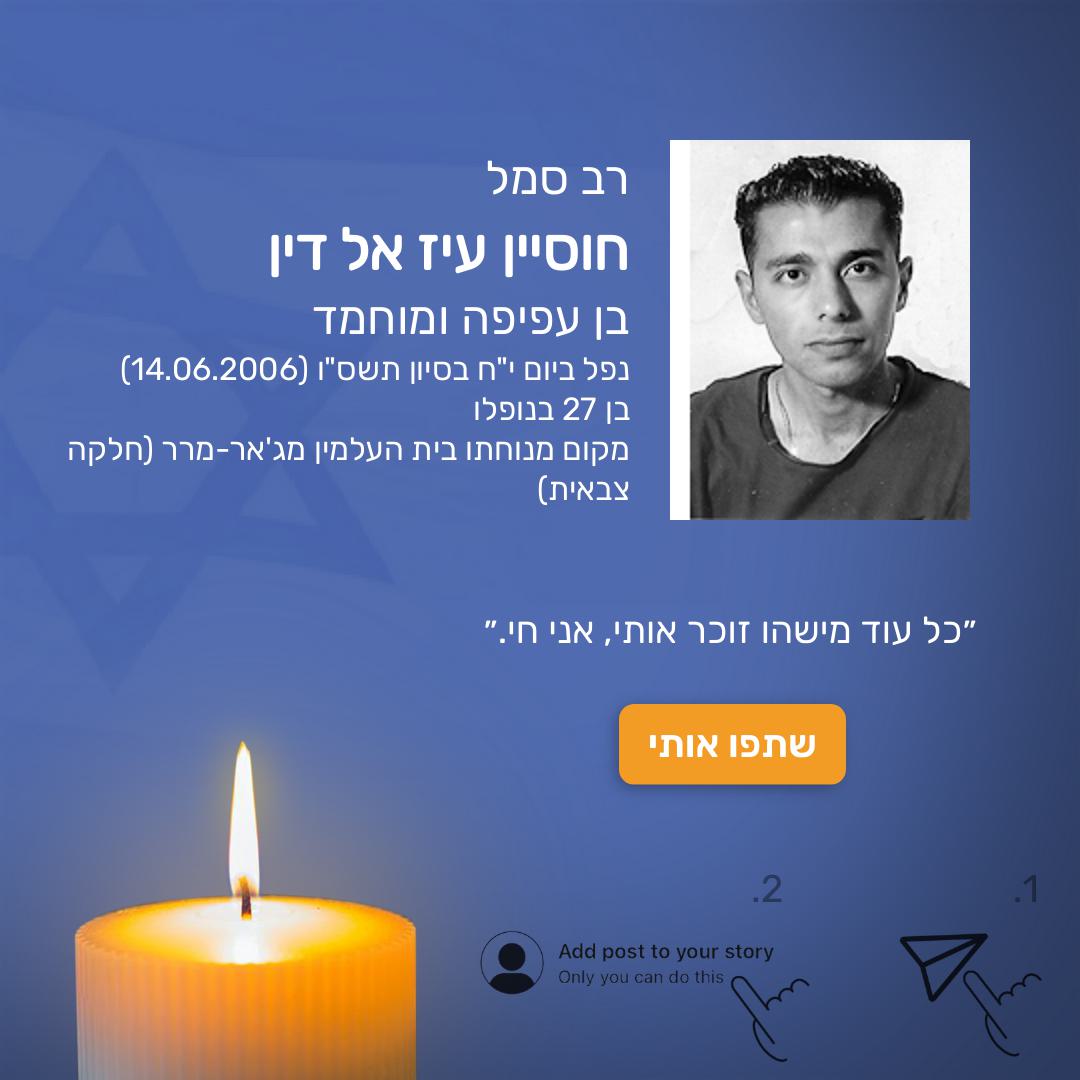 רב סמל
חוסיין עיז אל דין
בן עפיפה ומוחמד
נפל ביום י"ח בסיון תשס"ו (14.06.2006)
בן 27 בנופלו
מקום מנוחתו בית העלמין מג'אר-מרר (חלקה
צבאית)
״כל עוד מישהו זוכר אותי, אני חי.״
שתפו אותי
1.
2.
Add post to your story
Only you can do this